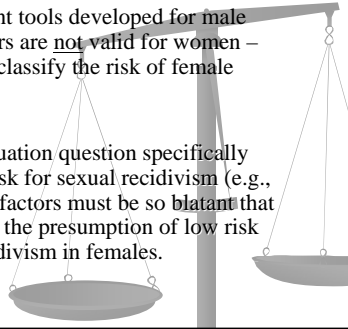 nt tools developed for male
rs are not valid for women –
classify the risk of female
uation question specifically
sk for sexual recidivism (e.g.,
factors must be so blatant that
the presumption of low risk
divism in females.